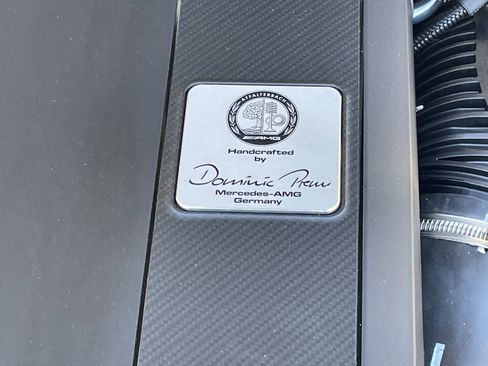 AFFALTERBACH
AMG
Handcrafted
by
Dominic Prem
Mercedes-AMG
Germany